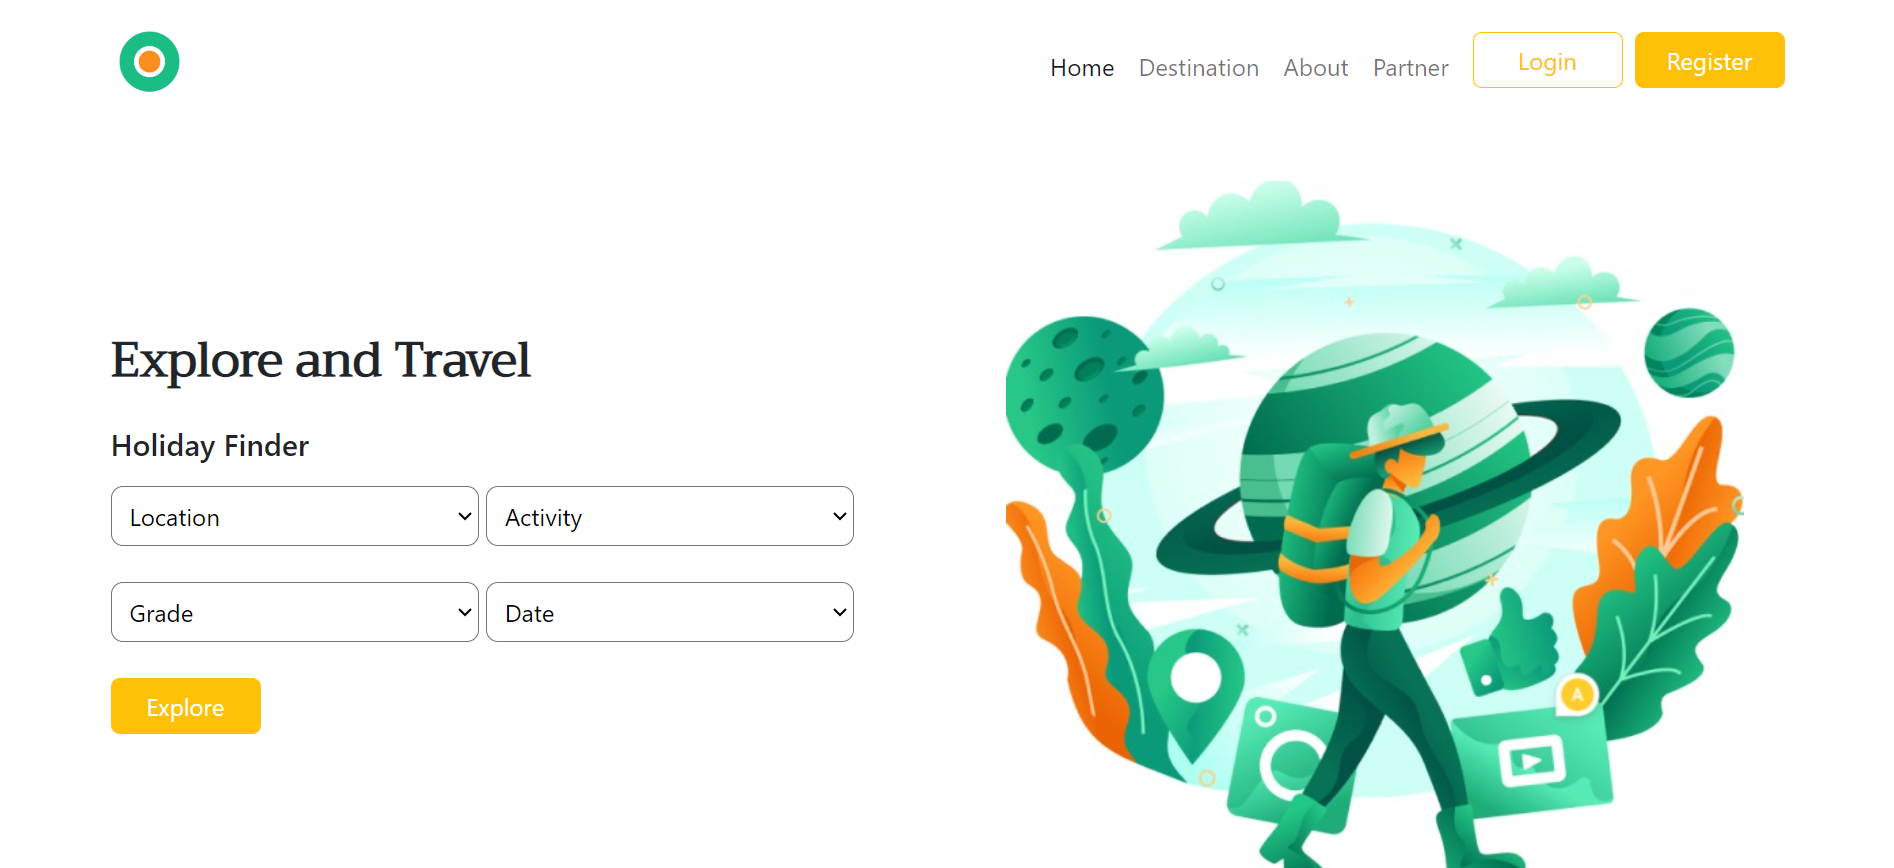 Home Destination About Partner Login Register
Explore and Travel
Holiday Finder
Location Activity
Grade Date
Explore
A